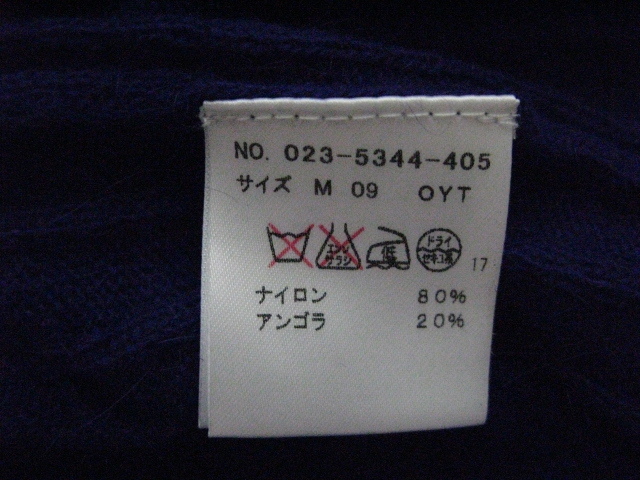 NO. 023-5344-405
サイズ M 09 OYT
エンソ サラシ 低 ドライ セキユ系 17
ナイロン 80%
アンゴラ 20%